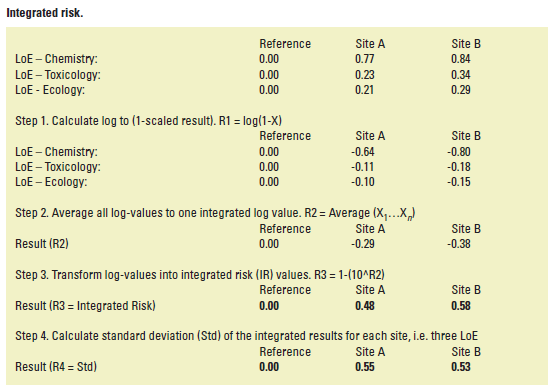 Integrated risk.
Reference Site A Site B
LoE – Chemistry: 0.00 0.77 0.84
LoE – Toxicology: 0.00 0.23 0.34
LoE - Ecology: 0.00 0.21 0.29
Step 1. Calculate log to (1-scaled result). R1 = log(1-X)
Reference Site A Site B
LoE – Chemistry: 0.00 -0.64 -0.80
LoE – Toxicology: 0.00 -0.11 -0.18
LoE – Ecology: 0.00 -0.10 -0.15
Step 2. Average all log-values to one integrated log value. R2 = Average (X₁…Xₙ)
Reference Site A Site B
Result (R2) 0.00 -0.29 -0.38
Step 3. Transform log-values into integrated risk (IR) values. R3 = 1-(10^R2)
Reference Site A Site B
Result (R3 = Integrated Risk) 0.00 0.48 0.58
Step 4. Calculate standard deviation (Std) of the integrated results for each site, i.e. three LoE
Reference Site A Site B
Result (R4 = Std) 0.00 0.55 0.53